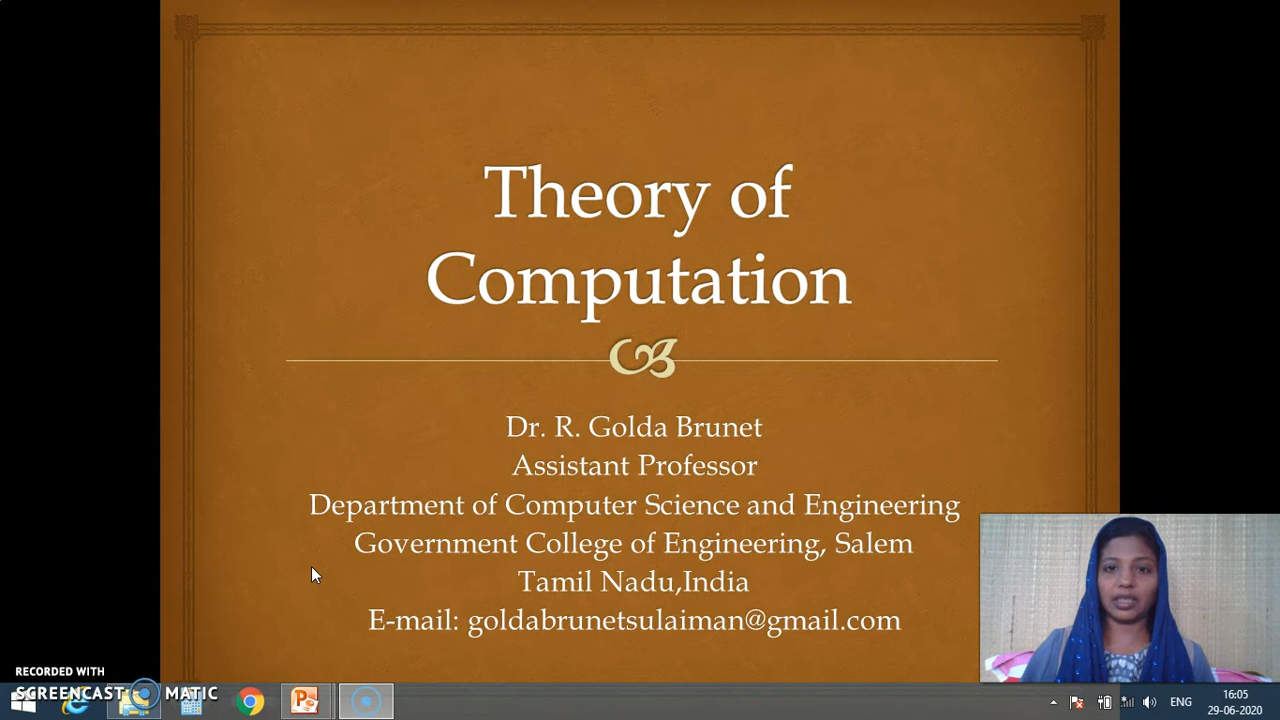 Theory of
Computation
Dr. R. Golda Brunet
Assistant Professor
Department of Computer Science and Engineering
Government College of Engineering, Salem
Tamil Nadu,India
E-mail: goldabrunetsulaiman@gmail.com
RECORDED WITH
SCREENCAST MATIC
ENG
16:05
29-06-2020